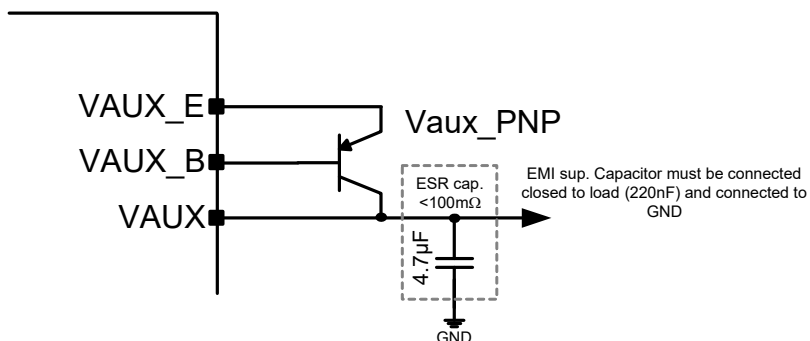 VAUX_E
Vaux_PNP
VAUX_B
ESR cap.
<100mΩ
EMI sup. Capacitor must be connected
closed to load (220nF) and connected to
GND
VAUX
4.7µF
GND